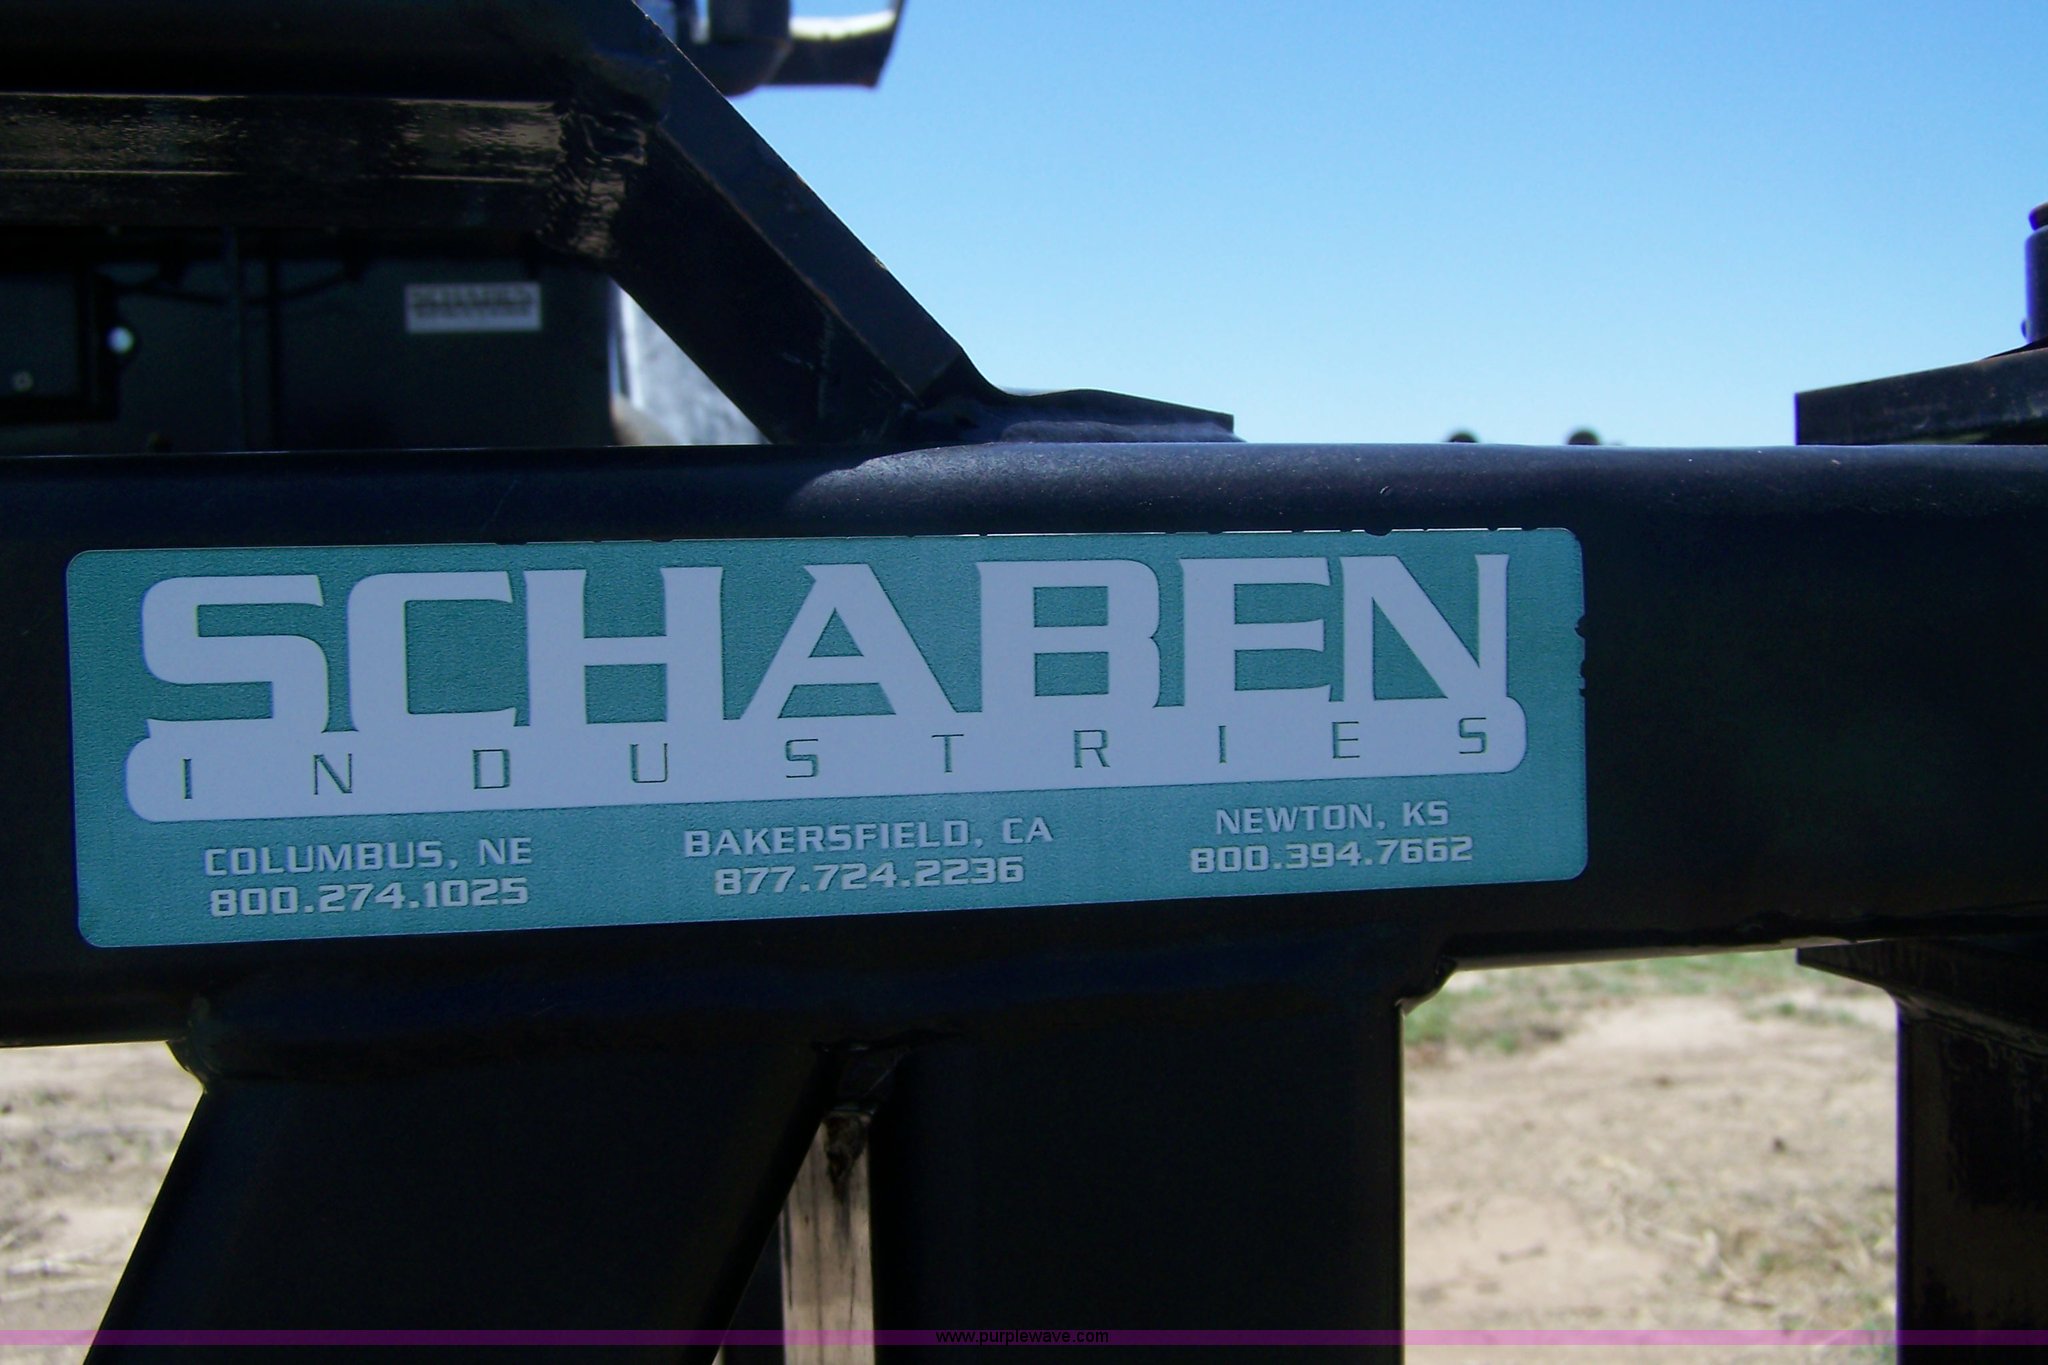 SCHABEN
INDUSTRIES
COLUMBUS, NE
800.274.1025
BAKERSFIELD, CA
877.724.2236
NEWTON, KS
800.394.7662
www.purplewave.com